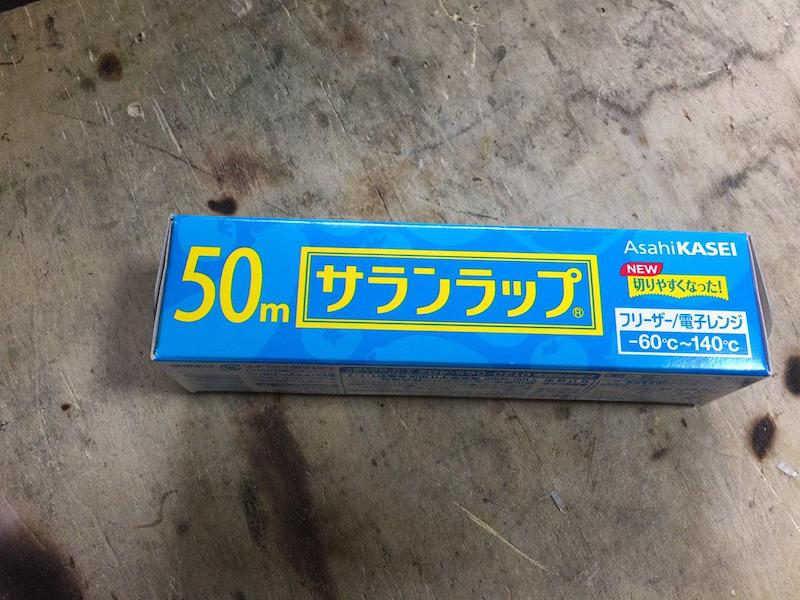 50m
サランラップ®
AsahiKASEI
NEW
切りやすくなった!
フリーザー/電子レンジ
-60℃~140℃